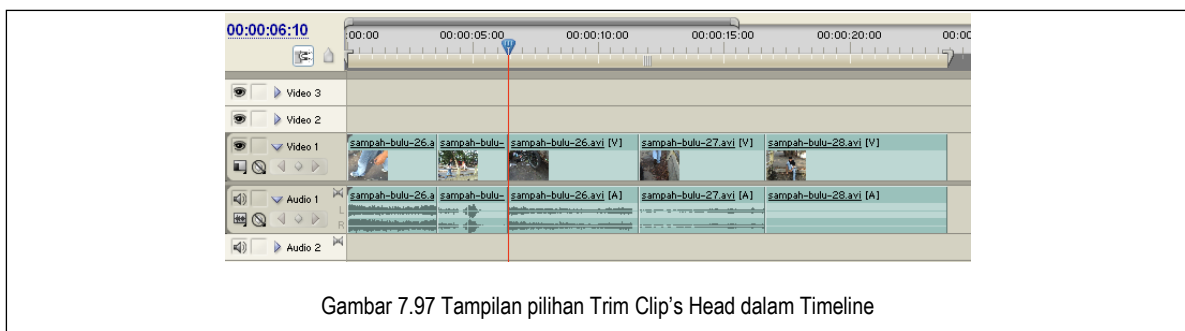 00:00:06:10
:00:00 00:00:05:00 00:00:10:00 00:00:15:00 00:00:20:00 00:00
Video 3
Video 2
Video 1 sampah-bulu-26.a sampah-bulu- sampah-bulu-26.avi [V] sampah-bulu-27.avi [V] sampah-bulu-28.avi [V]
Audio 1 L R sampah-bulu-26.a sampah-bulu- sampah-bulu-26.avi [A] sampah-bulu-27.avi [A] sampah-bulu-28.avi [A]
Audio 2
Gambar 7.97 Tampilan pilihan Trim Clip's Head dalam Timeline